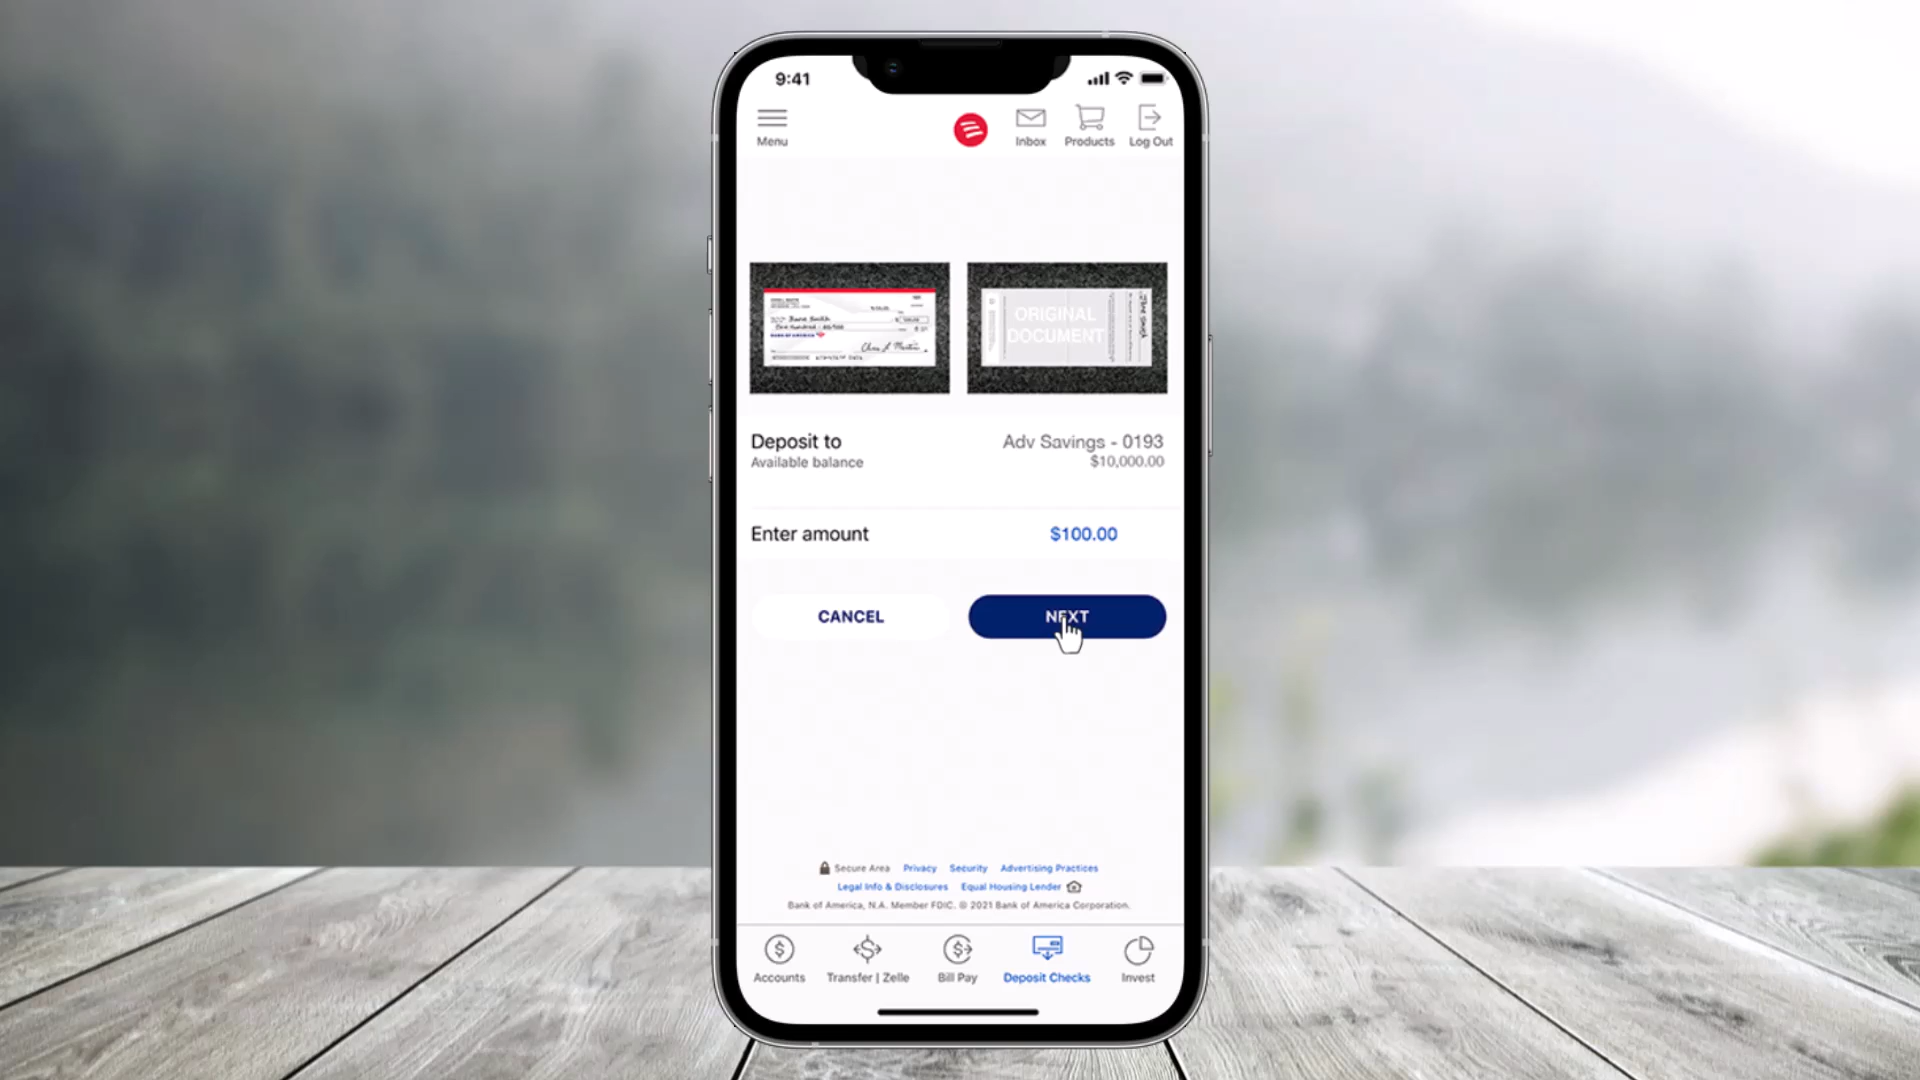 9:41
Menu
Inbox
Products
Log Out
ORIGINAL
DOCUMENT
Deposit to
Adv Savings - 0193
Available balance
$10,000.00
Enter amount
$100.00
CANCEL
NEXT
Secure Area Privacy Security Advertising Practices
Legal Info & Disclosures Equal Housing Lender
Bank of America, N.A. Member FDIC. © 2021 Bank of America Corporation.
Accounts
Transfer | Zelle
Bill Pay
Deposit Checks
Invest